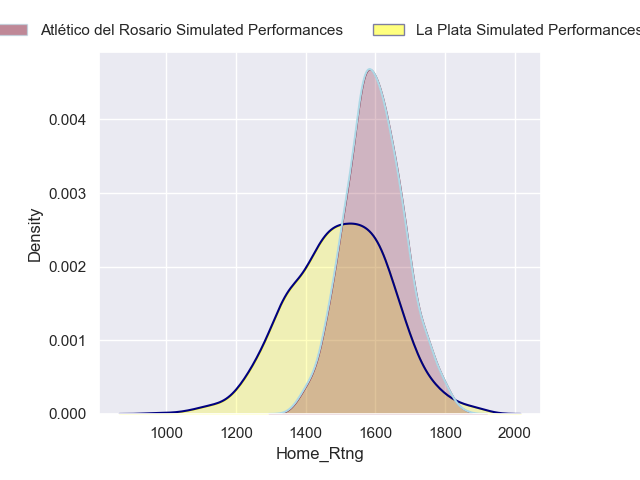 Atlético del Rosario Simulated Performances
La Plata Simulated Performances
Density
0.004
0.003
0.002
0.001
0.000
1000 1200 1400 1600 1800 2000
Home_Rtng